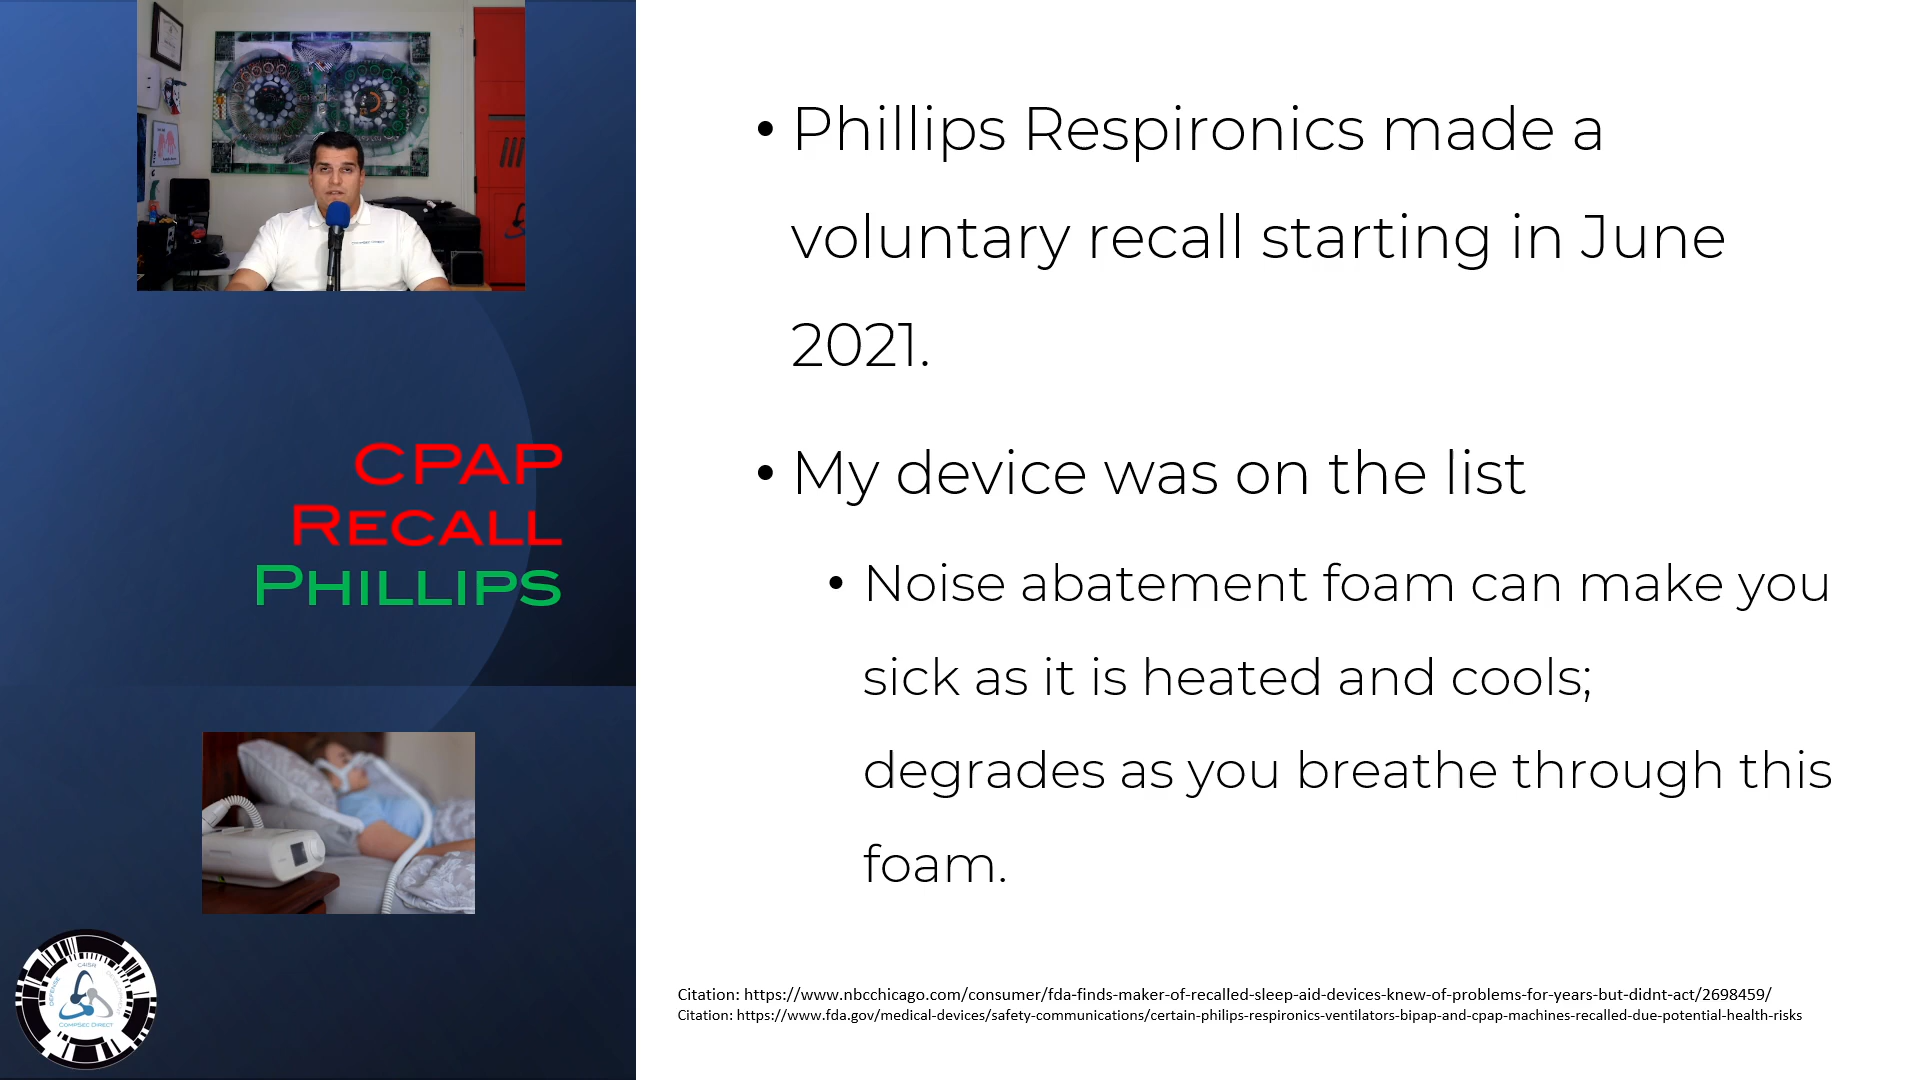 CPAP
RECALL
PHILLIPS
• Phillips Respironics made a
voluntary recall starting in June
2021.
• My device was on the list
• Noise abatement foam can make you
sick as it is heated and cools;
degrades as you breathe through this
foam.
Citation: https://www.nbcchicago.com/consumer/fda-finds-maker-of-recalled-sleep-aid-devices-knew-of-problems-for-years-but-didnt-act/2698459/
Citation: https://www.fda.gov/medical-devices/safety-communications/certain-philips-respironics-ventilators-bipap-and-cpap-machines-recalled-due-potential-health-risks
DEFENSE
COMPSEC DIRECT